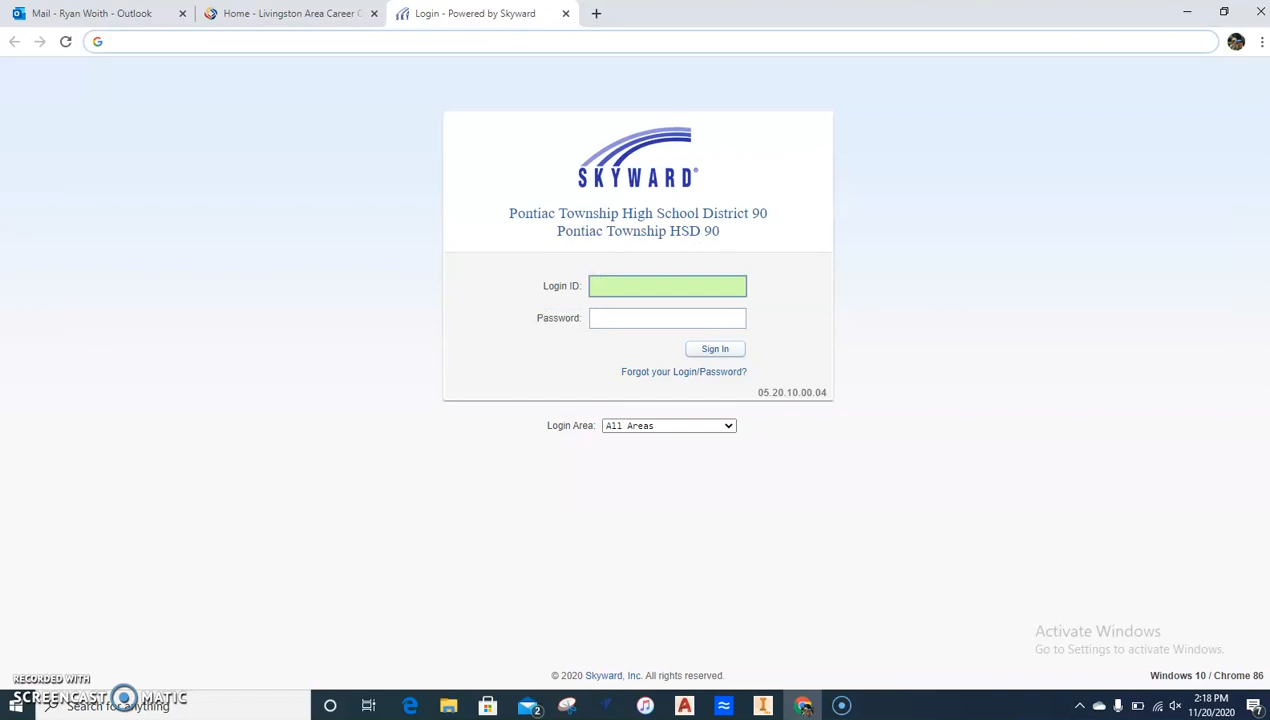 Mail - Ryan Woith - Outlook
Home - Livingston Area Career C
Login - Powered by Skyward
SKYWARD®
Pontiac Township High School District 90
Pontiac Township HSD 90
Login ID:
Password:
Sign In
Forgot your Login/Password?
05.20.10.00.04
Login Area: All Areas
Activate Windows
Go to Settings to activate Windows.
© 2020 Skyward, Inc. All rights reserved.
Windows 10 / Chrome 86
RECORDED WITH
SCREENCAST MATIC
Search for anything
2
2:18 PM
11/20/2020
7